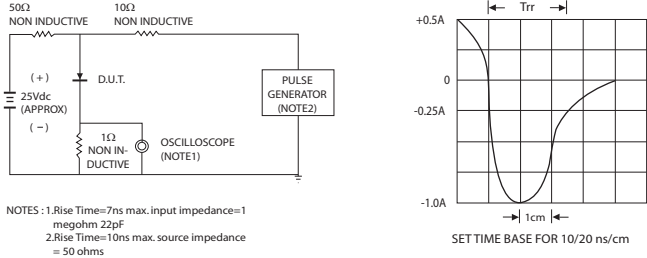 50Ω
NON INDUCTIVE
10Ω
NON INDUCTIVE
(+)
25Vdc
(APPROX)
(−)
D.U.T.
1Ω
NON IN-
DUCTIVE
OSCILLOSCOPE
(NOTE1)
PULSE
GENERATOR
(NOTE2)
NOTES : 1.Rise Time=7ns max. input impedance=1
megohm 22pF
2.Rise Time=10ns max. source impedance
= 50 ohms
Trr
+0.5A
0
-0.25A
-1.0A
1cm
SET TIME BASE FOR 10/20 ns/cm